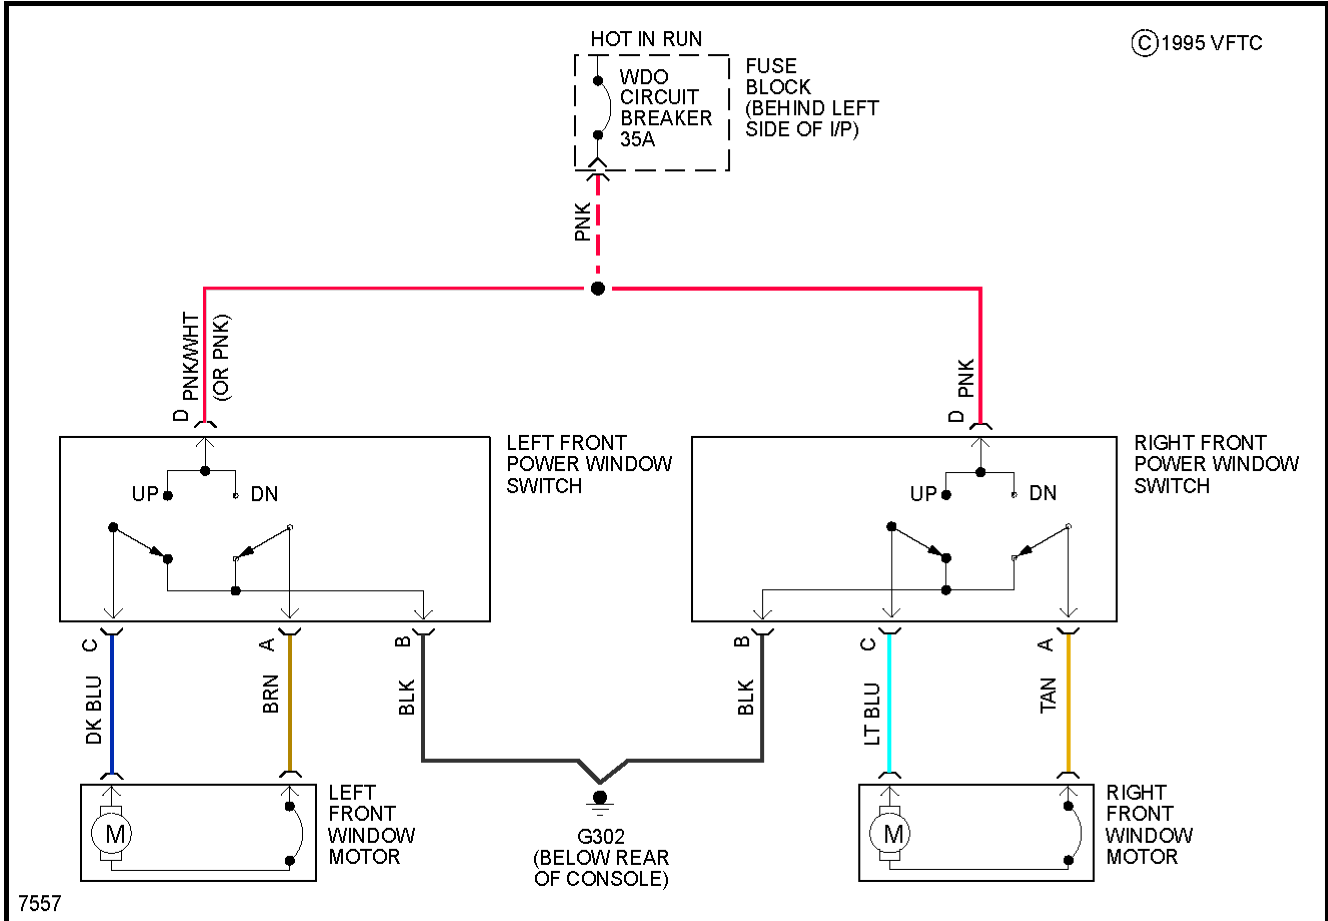 HOT IN RUN
© 1995 VFTC
WDO
CIRCUIT
BREAKER
35A
FUSE
BLOCK
(BEHIND LEFT
SIDE OF I/P)
PNK
PNK/WHT
(OR PNK)
D
PNK
D
LEFT FRONT
POWER WINDOW
SWITCH
RIGHT FRONT
POWER WINDOW
SWITCH
UP
DN
UP
DN
C
A
B
B
C
A
DK BLU
BRN
BLK
BLK
LT BLU
TAN
M
LEFT
FRONT
WINDOW
MOTOR
G302
(BELOW REAR
OF CONSOLE)
M
RIGHT
FRONT
WINDOW
MOTOR
7557